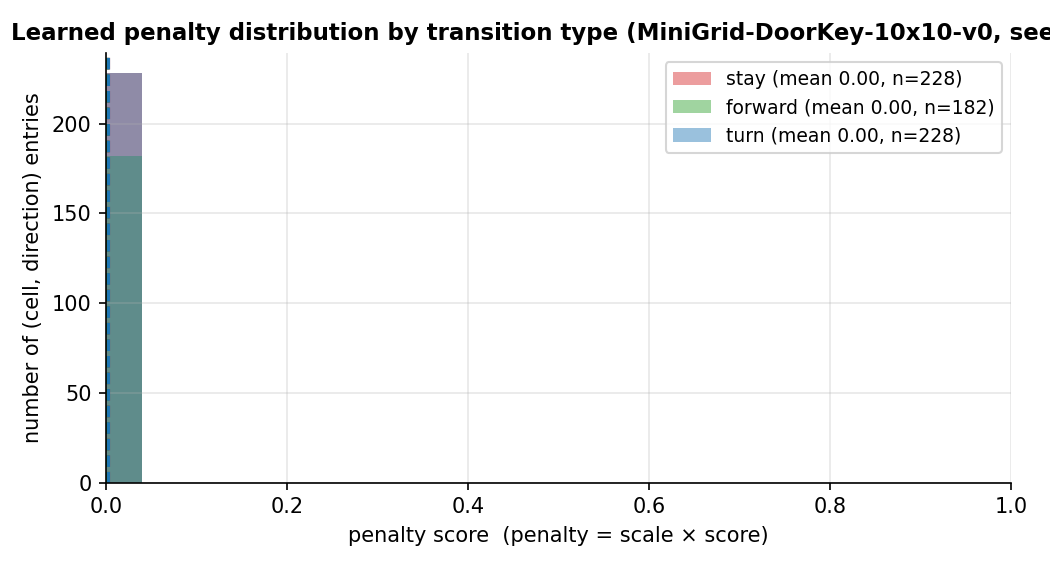 Learned penalty distribution by transition type (MiniGrid-DoorKey-10x10-v0, see
stay (mean 0.00, n=228)
forward (mean 0.00, n=182)
turn (mean 0.00, n=228)
number of (cell, direction) entries
200
150
100
50
0
0.0 0.2 0.4 0.6 0.8 1.0
penalty score (penalty = scale × score)